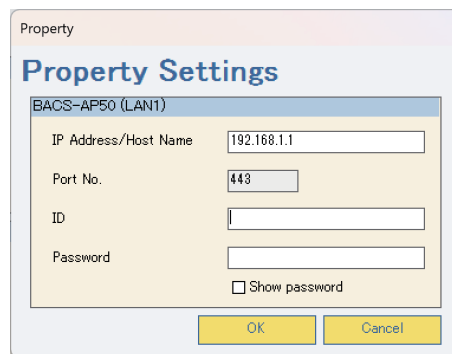 Property
Property Settings
BACS-AP50 (LAN1)
IP Address/Host Name 192.168.1.1
Port No. 443
ID
Password
Show password
OK Cancel